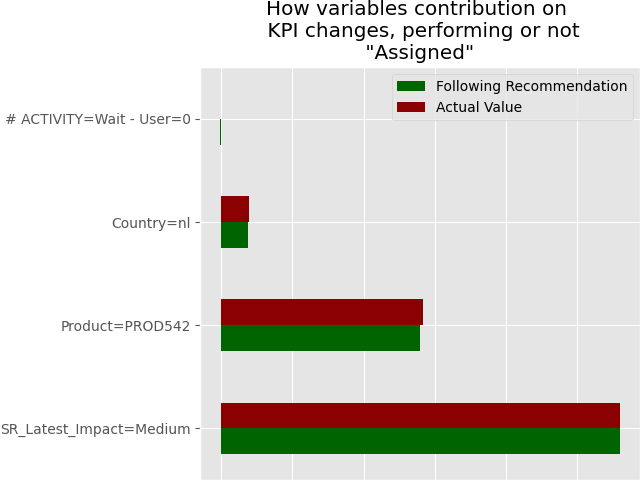 How variables contribution on
KPI changes, performing or not
"Assigned"
Following Recommendation
Actual Value
# ACTIVITY=Wait - User=0
Country=nl
Product=PROD542
SR_Latest_Impact=Medium